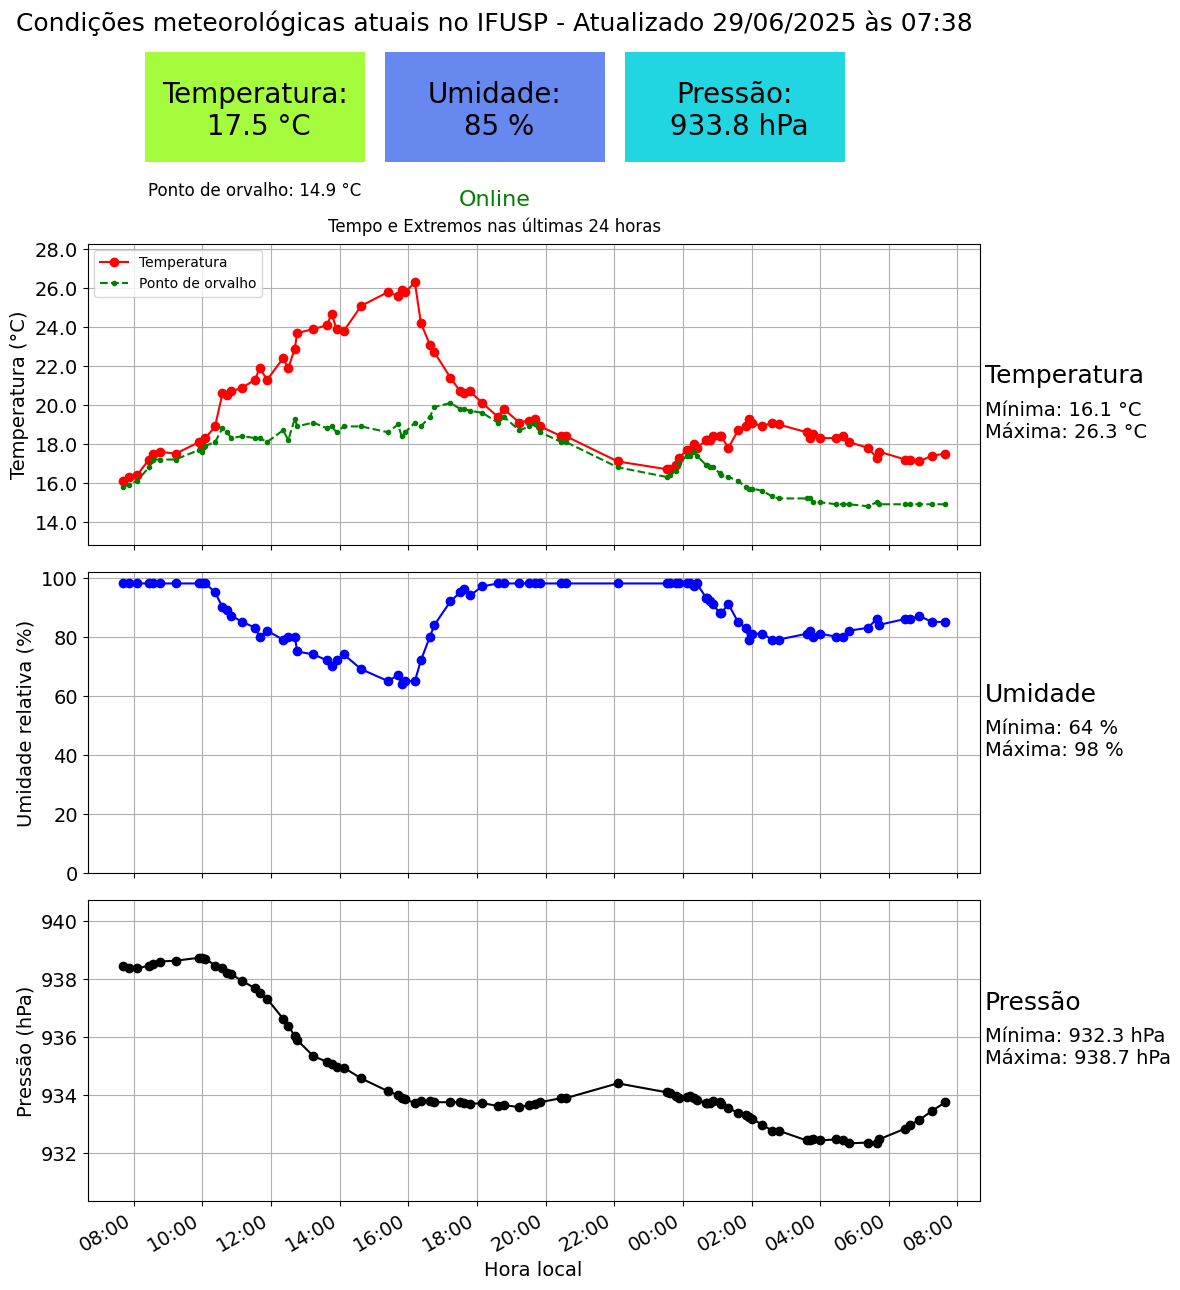 Condições meteorológicas atuais no IFUSP - Atualizado 29/06/2025 às 07:38
Temperatura:
17.5 °C
Umidade:
85 %
Pressão:
933.8 hPa
Ponto de orvalho: 14.9 °C
Online
Tempo e Extremos nas últimas 24 horas
Temperatura (°C)
28.0
26.0
24.0
22.0
20.0
18.0
16.0
14.0
Temperatura
Ponto de orvalho
Temperatura
Mínima: 16.1 °C
Máxima: 26.3 °C
Umidade relativa (%)
100
80
60
40
20
0
Umidade
Mínima: 64 %
Máxima: 98 %
Pressão (hPa)
940
938
936
934
932
Pressão
Mínima: 932.3 hPa
Máxima: 938.7 hPa
08:00
10:00
12:00
14:00
16:00
18:00
20:00
22:00
00:00
02:00
04:00
06:00
08:00
Hora local